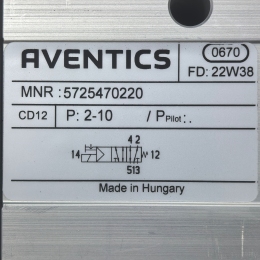 AVENTICS 0670
FD: 22W38
MNR : 5725470220
CD12 P: 2-10 / PPilot :.
4 2
14 12
513
Made in Hungary